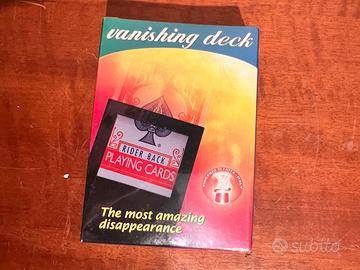 vanishing deck
RIDER BACK
PLAYING CARDS
The most amazing
disappearance
subito